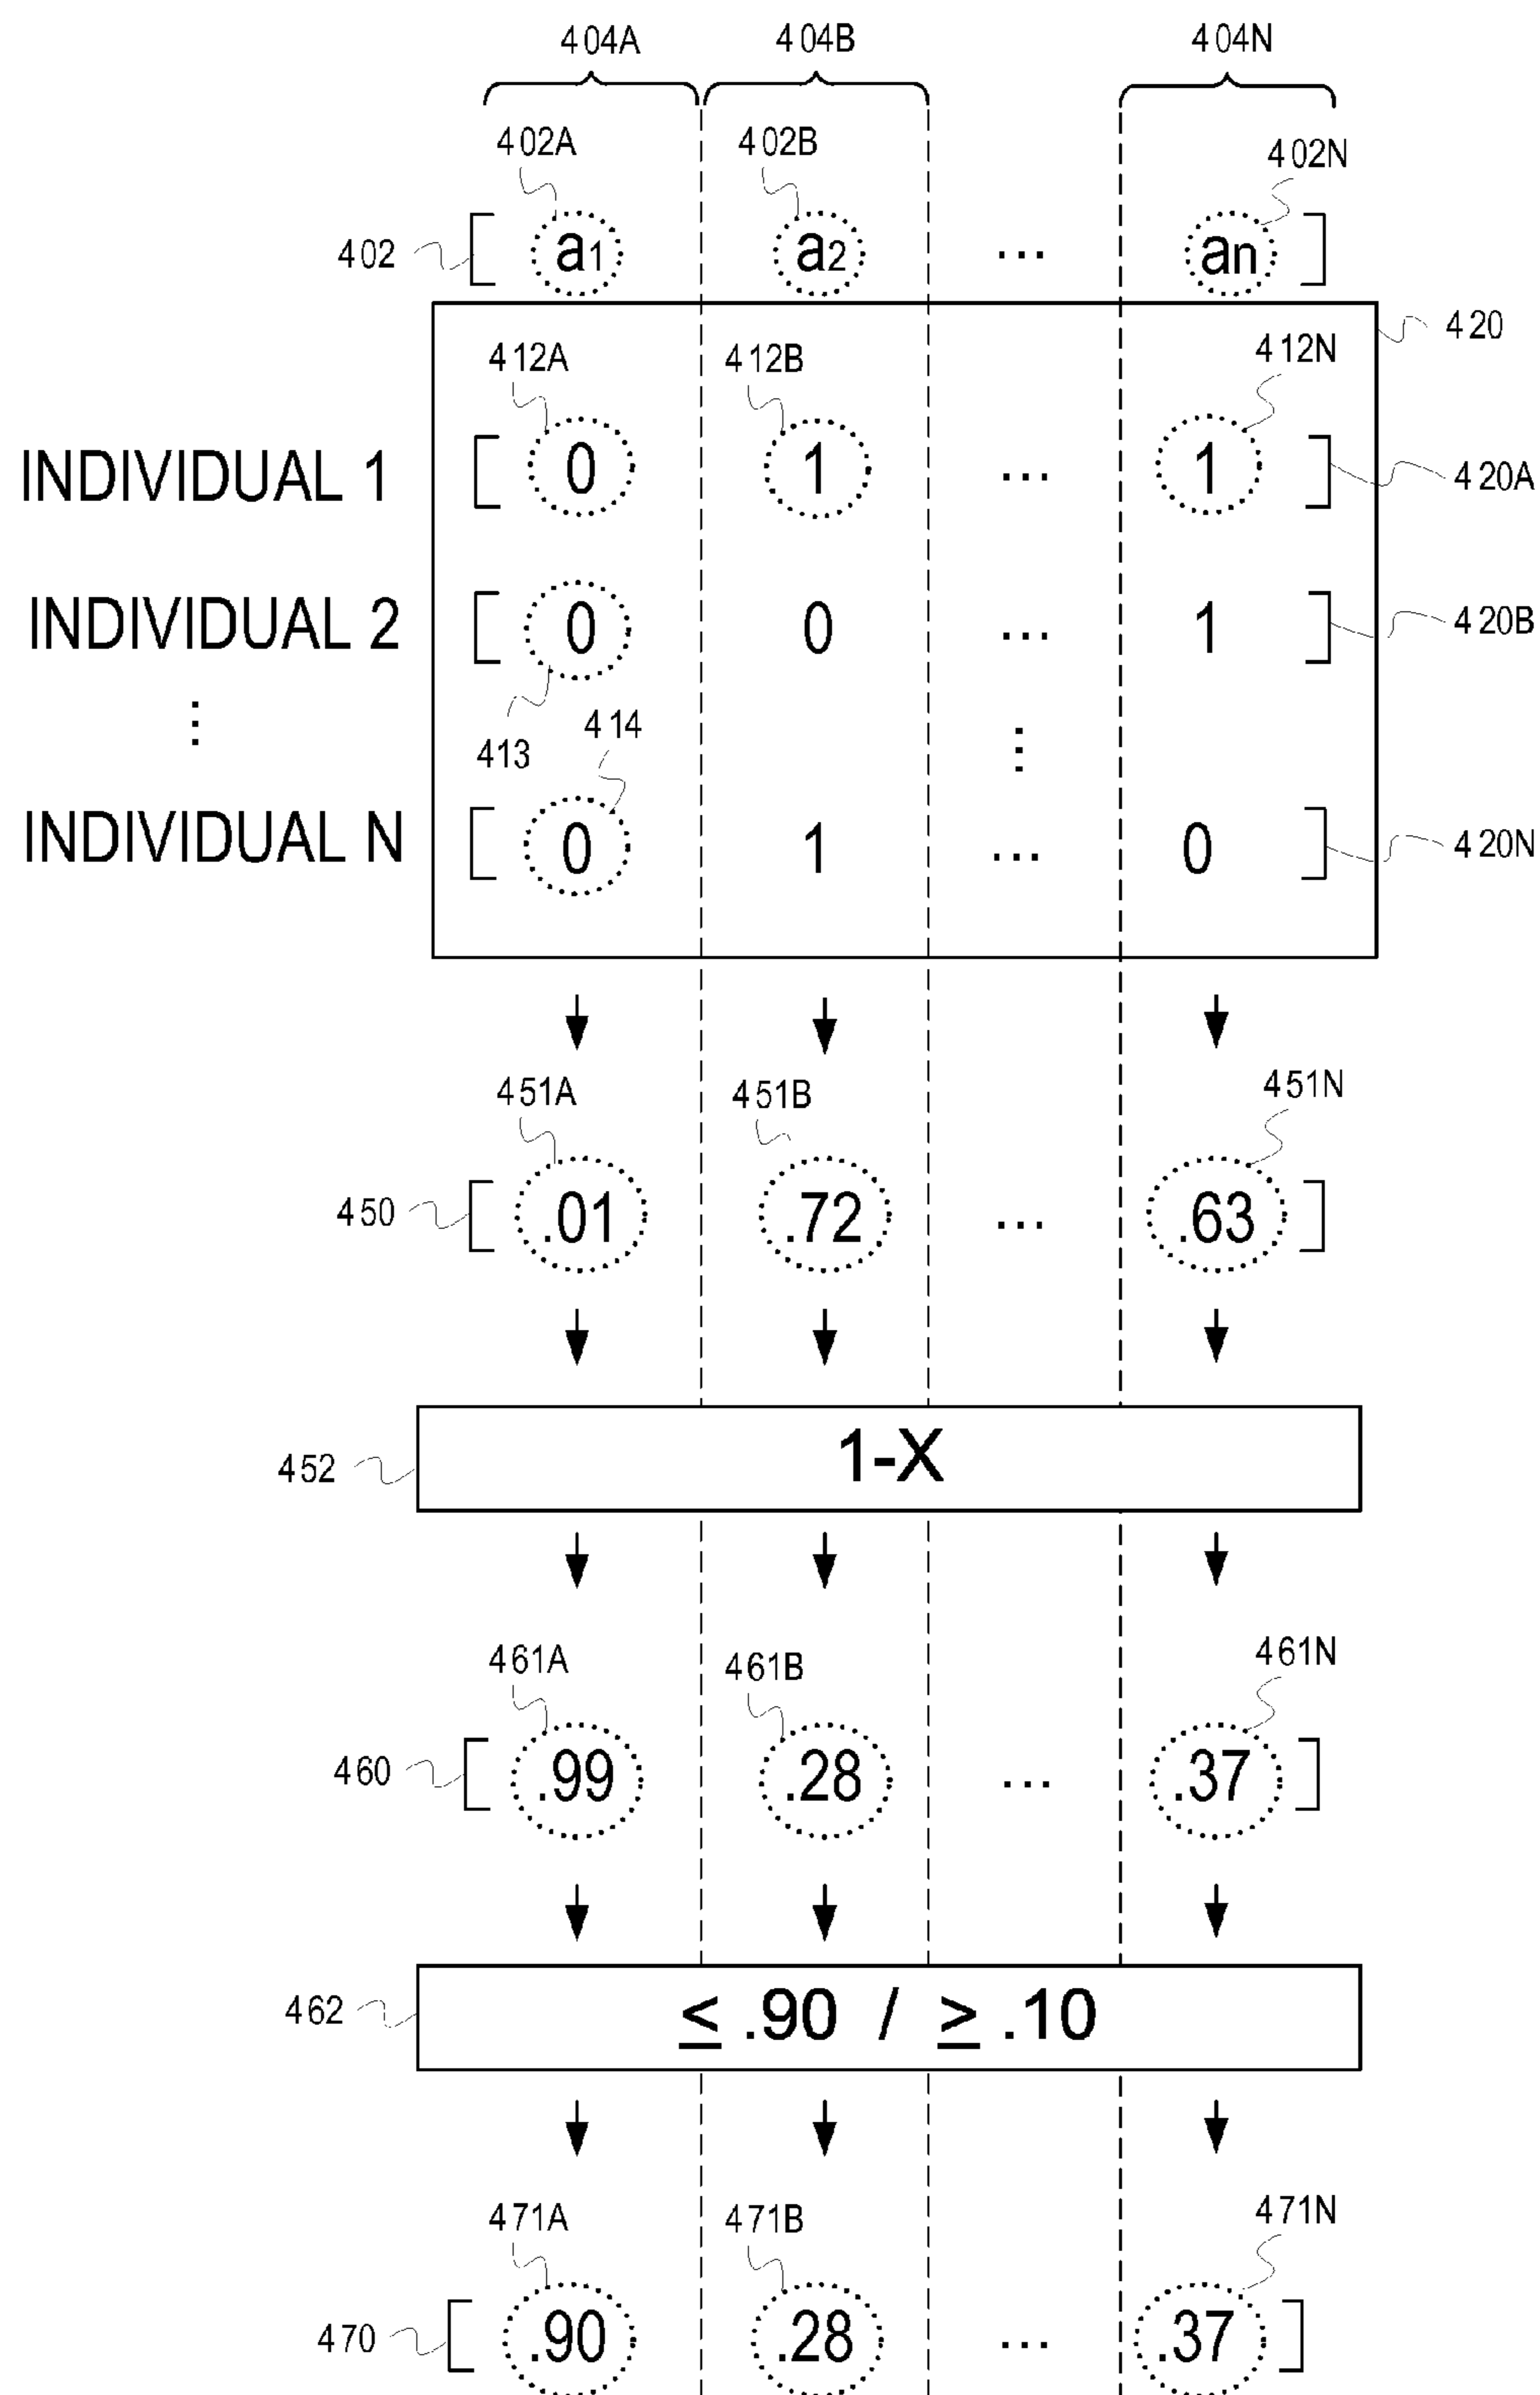 404A 404B 404N
402A 402B 402N
402 [ a1 a2 ... an ]
420
412A 412B 412N
INDIVIDUAL 1 [ 0 1 ... 1 ] 420A
INDIVIDUAL 2 [ 0 0 ... 1 ] 420B
413 414
INDIVIDUAL N [ 0 1 ... 0 ] 420N
451A 451B 451N
450 [ .01 .72 ... .63 ]
452 1-X
461A 461B 461N
460 [ .99 .28 ... .37 ]
462 ≤ .90 / ≥ .10
471A 471B 471N
470 [ .90 .28 ... .37 ]